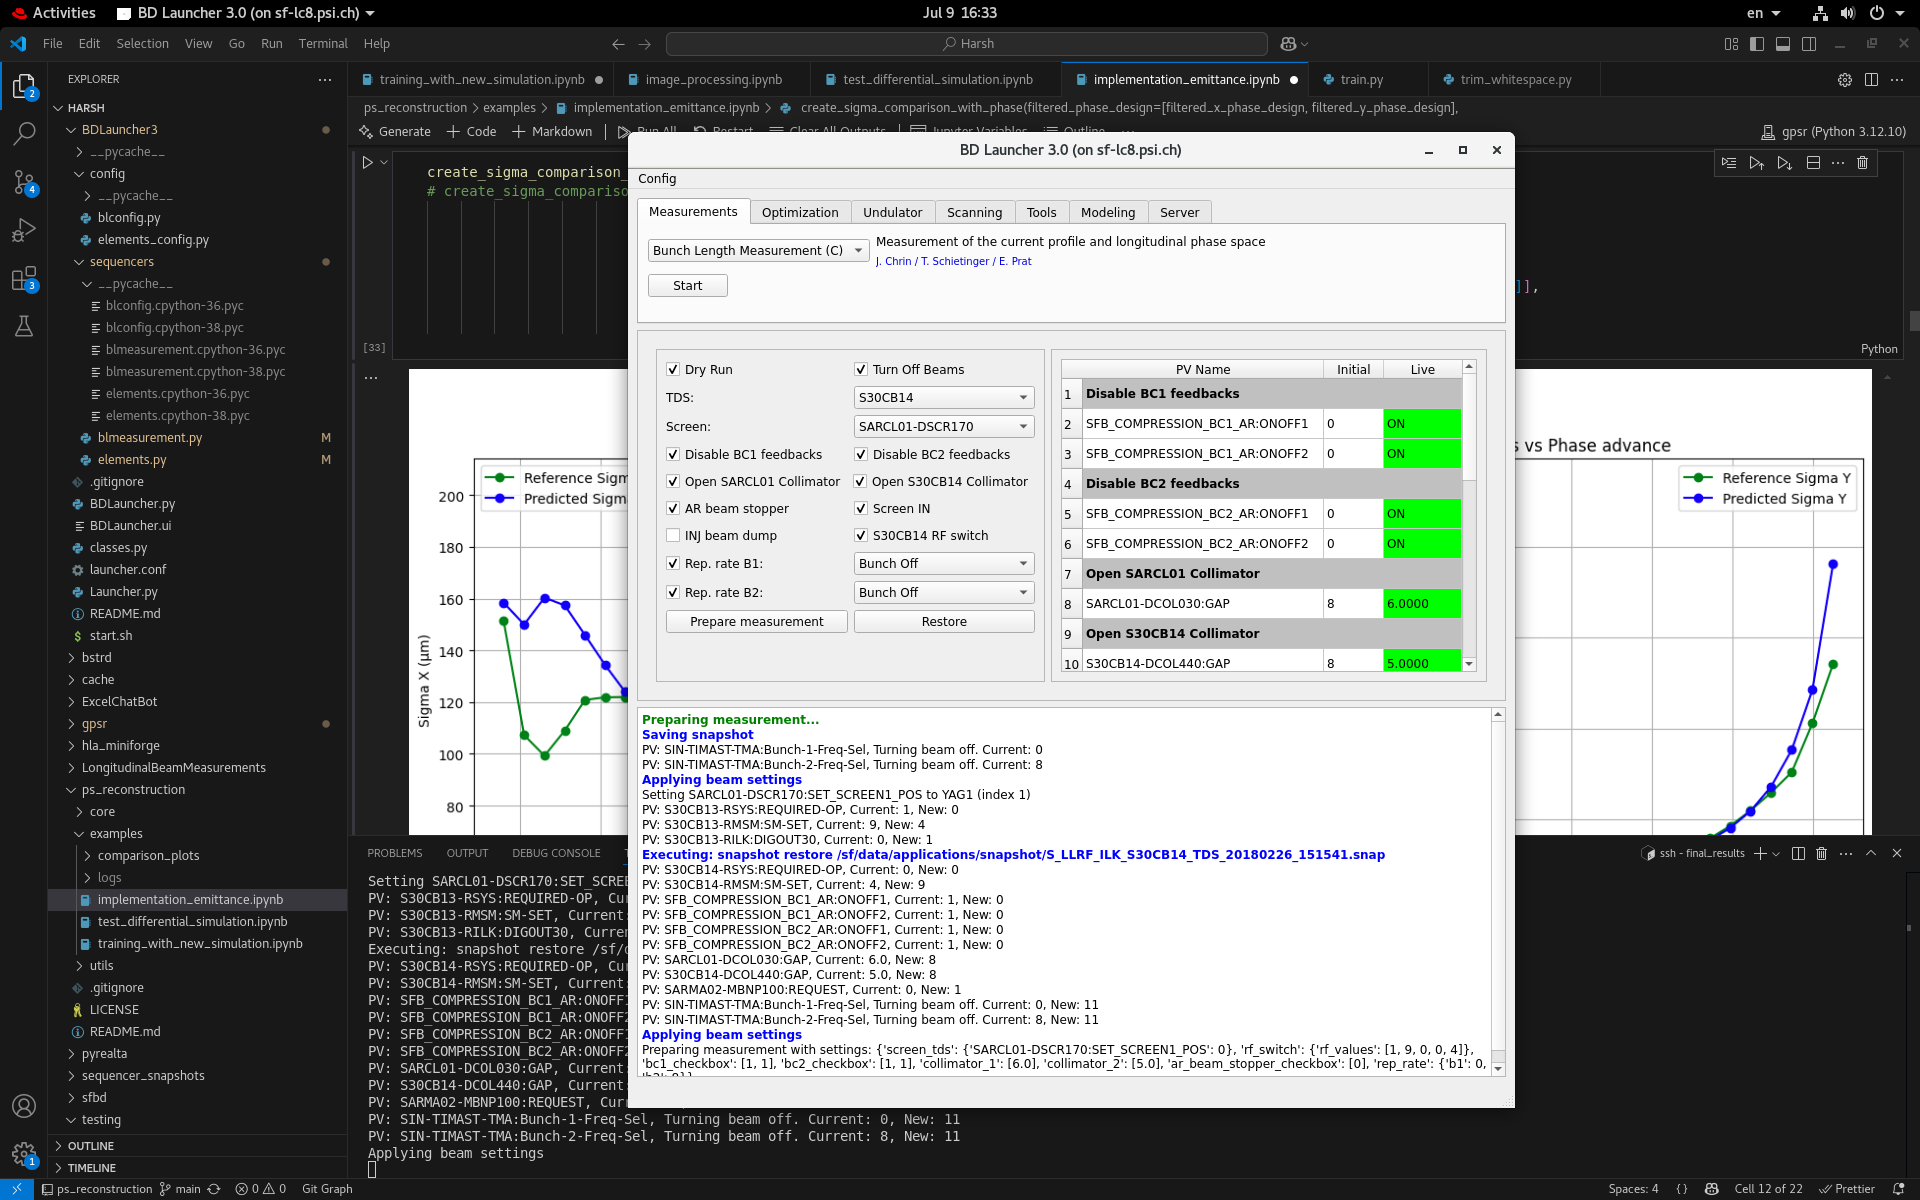 Activities
BD Launcher 3.0 (on sf-lc8.psi.ch)
Jul 9 16:33
en
File Edit Selection View Go Run Terminal Help
Harsh
EXPLORER
training_with_new_simulation.ipynb
image_processing.ipynb
test_differential_simulation.ipynb
implementation_emittance.ipynb
train.py
trim_whitespace.py
ps_reconstruction > examples > implementation_emittance.ipynb > create_sigma_comparison_with_phase(filtered_phase_design=[filtered_x_phase_design, filtered_y_phase_design],
Generate + Code + Markdown
gpsr (Python 3.12.10)
HARSH
BDLauncher3
__pycache__
config
__pycache__
blconfig.py
elements_config.py
sequencers
__pycache__
blconfig.cpython-36.pyc
blconfig.cpython-38.pyc
blmeasurement.cpython-36.pyc
blmeasurement.cpython-38.pyc
elements.cpython-36.pyc
elements.cpython-38.pyc
blmeasurement.py M
elements.py M
.gitignore
BDLauncher.py
BDLauncher.ui
classes.py
launcher.conf
Launcher.py
README.md
$ start.sh
bstrd
cache
ExcelChatBot
gpsr
hla_miniforge
LongitudinalBeamMeasurements
ps_reconstruction
core
examples
comparison_plots
logs
implementation_emittance.ipynb
test_differential_simulation.ipynb
training_with_new_simulation.ipynb
utils
.gitignore
LICENSE
README.md
pyrealta
sequencer_snapshots
sfbd
testing
OUTLINE
TIMELINE
2
4
3
1
create_sigma_comparison_
# create_sigma_compariso
]],
[33]
Python
Reference Sigm
Predicted Sigm
200
180
160
140
120
100
80
Sigma X (μm)
s vs Phase advance
Reference Sigma Y
Predicted Sigma Y
BD Launcher 3.0 (on sf-lc8.psi.ch)
Config
Measurements Optimization Undulator Scanning Tools Modeling Server
Bunch Length Measurement (C)
Measurement of the current profile and longitudinal phase space
J. Chrin / T. Schietinger / E. Prat
Start
Dry Run
Turn Off Beams
TDS:
S30CB14
Screen:
SARCL01-DSCR170
Disable BC1 feedbacks
Disable BC2 feedbacks
Open SARCL01 Collimator
Open S30CB14 Collimator
AR beam stopper
Screen IN
INJ beam dump
S30CB14 RF switch
Rep. rate B1:
Bunch Off
Rep. rate B2:
Bunch Off
Prepare measurement
Restore
PV Name Initial Live
1 Disable BC1 feedbacks
2 SFB_COMPRESSION_BC1_AR:ONOFF1 0 ON
3 SFB_COMPRESSION_BC1_AR:ONOFF2 0 ON
4 Disable BC2 feedbacks
5 SFB_COMPRESSION_BC2_AR:ONOFF1 0 ON
6 SFB_COMPRESSION_BC2_AR:ONOFF2 0 ON
7 Open SARCL01 Collimator
8 SARCL01-DCOL030:GAP 8 6.0000
9 Open S30CB14 Collimator
10 S30CB14-DCOL440:GAP 8 5.0000
Preparing measurement...
Saving snapshot
PV: SIN-TIMAST-TMA:Bunch-1-Freq-Sel, Turning beam off. Current: 0
PV: SIN-TIMAST-TMA:Bunch-2-Freq-Sel, Turning beam off. Current: 8
Applying beam settings
Setting SARCL01-DSCR170:SET_SCREEN1_POS to YAG1 (index 1)
PV: S30CB13-RSYS:REQUIRED-OP, Current: 1, New: 0
PV: S30CB13-RMSM:SM-SET, Current: 9, New: 4
PV: S30CB13-RILK:DIGOUT30, Current: 0, New: 1
Executing: snapshot restore /sf/data/applications/snapshot/S_LLRF_ILK_S30CB14_TDS_20180226_151541.snap
PV: S30CB14-RSYS:REQUIRED-OP, Current: 0, New: 0
PV: S30CB14-RMSM:SM-SET, Current: 4, New: 9
PV: SFB_COMPRESSION_BC1_AR:ONOFF1, Current: 1, New: 0
PV: SFB_COMPRESSION_BC1_AR:ONOFF2, Current: 1, New: 0
PV: SFB_COMPRESSION_BC2_AR:ONOFF1, Current: 1, New: 0
PV: SFB_COMPRESSION_BC2_AR:ONOFF2, Current: 1, New: 0
PV: SARCL01-DCOL030:GAP, Current: 6.0, New: 8
PV: S30CB14-DCOL440:GAP, Current: 5.0, New: 8
PV: SARMA02-MBNP100:REQUEST, Current: 0, New: 1
PV: SIN-TIMAST-TMA:Bunch-1-Freq-Sel, Turning beam off. Current: 0, New: 11
PV: SIN-TIMAST-TMA:Bunch-2-Freq-Sel, Turning beam off. Current: 8, New: 11
Applying beam settings
Preparing measurement with settings: {'screen_tds': {'SARCL01-DSCR170:SET_SCREEN1_POS': 0}, 'rf_switch': {'rf_values': [1, 9, 0, 0, 4]},
'bc1_checkbox': [1, 1], 'bc2_checkbox': [1, 1], 'collimator_1': [6.0], 'collimator_2': [5.0], 'ar_beam_stopper_checkbox': [0], 'rep_rate': {'b1': 0,
PROBLEMS OUTPUT DEBUG CONSOLE
ssh - final_results
Setting SARCL01-DSCR170:SET_SCREE
PV: S30CB13-RSYS:REQUIRED-OP, Cur
PV: S30CB13-RMSM:SM-SET, Current:
PV: S30CB13-RILK:DIGOUT30, Curren
Executing: snapshot restore /sf/d
PV: S30CB14-RSYS:REQUIRED-OP, Cur
PV: S30CB14-RMSM:SM-SET, Current:
PV: SFB_COMPRESSION_BC1_AR:ONOFF1
PV: SFB_COMPRESSION_BC1_AR:ONOFF2
PV: SFB_COMPRESSION_BC2_AR:ONOFF1
PV: SFB_COMPRESSION_BC2_AR:ONOFF2
PV: SARCL01-DCOL030:GAP, Current:
PV: S30CB14-DCOL440:GAP, Current:
PV: SARMA02-MBNP100:REQUEST, Curr
PV: SIN-TIMAST-TMA:Bunch-1-Freq-Sel, Turning beam off. Current: 0, New: 11
PV: SIN-TIMAST-TMA:Bunch-2-Freq-Sel, Turning beam off. Current: 8, New: 11
Applying beam settings
ps_reconstruction main 0 0 Git Graph
Spaces: 4 {} Cell 12 of 22 Prettier